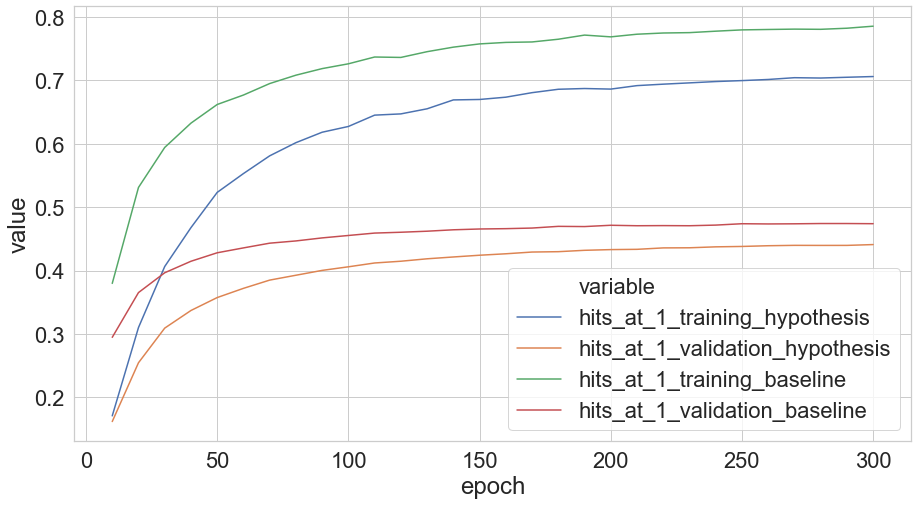 0.8
0.7
0.6
0.5
0.4
0.3
0.2
value
0
50
100
150
200
250
300
epoch
variable
hits_at_1_training_hypothesis
hits_at_1_validation_hypothesis
hits_at_1_training_baseline
hits_at_1_validation_baseline